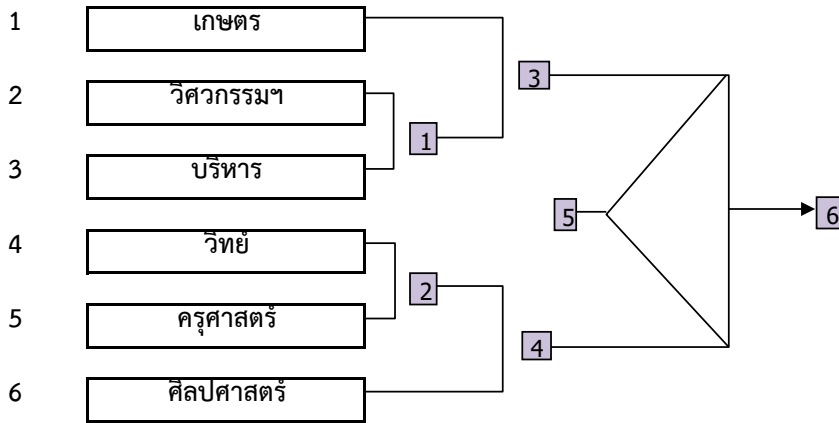 1 เกษตร
3
2 วิศวกรรมฯ
1
3 บริหาร
5 6
4 วิทย์
2
5 ครุศาสตร์
4
6 ศิลปศาสตร์